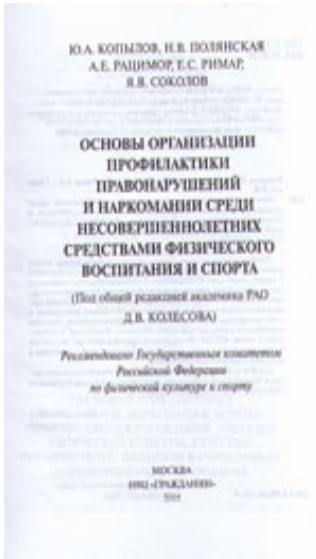 Ю.А. КОПЫЛОВ, Н.В. ПОЛЯНСКАЯ
А.Е. РАЦИМОР, Е.С. РИМАР,
Я.В. СОКОЛОВ
ОСНОВЫ ОРГАНИЗАЦИИ
ПРОФИЛАКТИКИ
ПРАВОНАРУШЕНИЙ
И НАРКОМАНИИ СРЕДИ
НЕСОВЕРШЕННОЛЕТНИХ
СРЕДСТВАМИ ФИЗИЧЕСКОГО
ВОСПИТАНИЯ И СПОРТА
(Под общей редакцией академика РАО
Д.В. КОЛЕСОВА)
Рекомендовано Государственным комитетом
Российской Федерации
по физической культуре и спорту
МОСКВА
НИЦ «ГРАЖДАНИН»